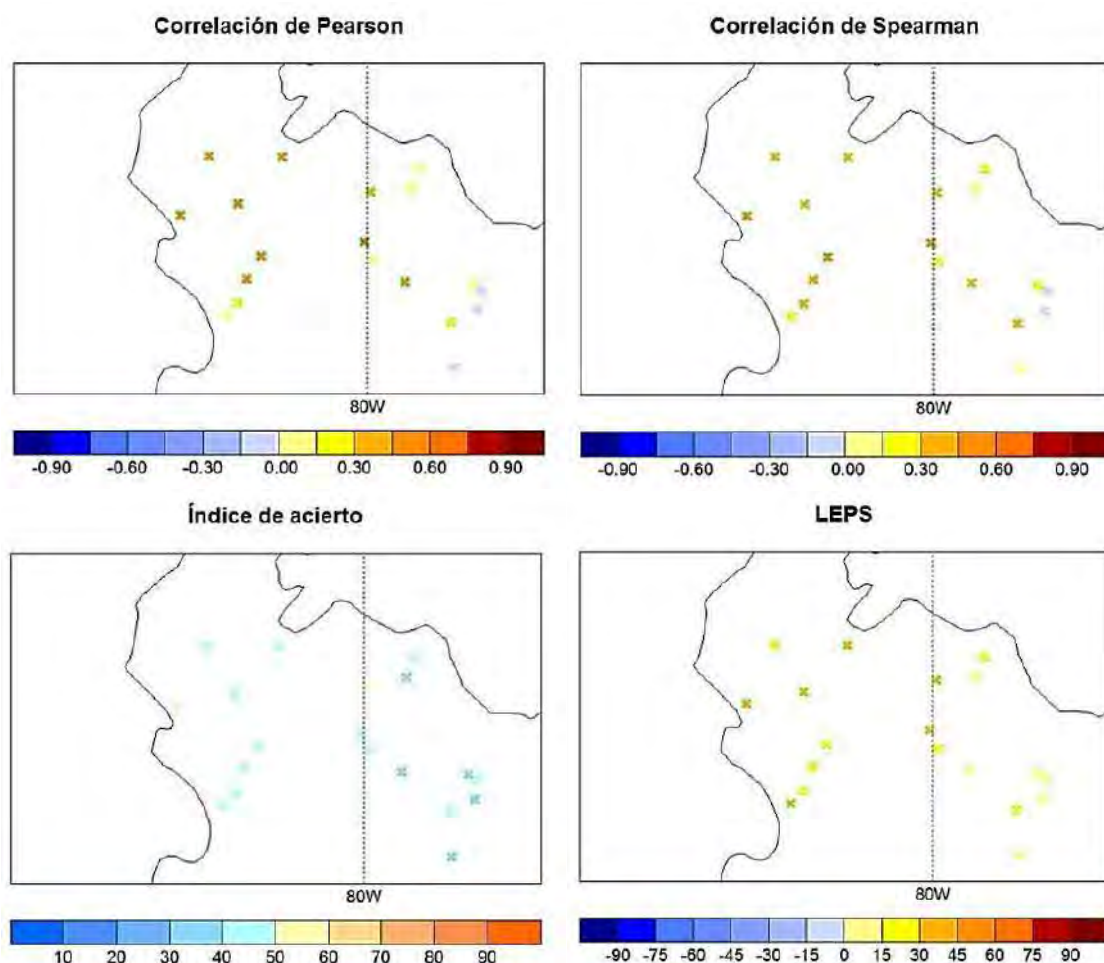 Correlación de Pearson
Correlación de Spearman
80W
80W
-0.90 -0.60 -0.30 0.00 0.30 0.60 0.90
-0.90 -0.60 -0.30 0.00 0.30 0.60 0.90
Índice de acierto
LEPS
80W
80W
10 20 30 40 50 60 70 80 90
-90 -75 -60 -45 -30 -15 0 15 30 45 60 75 90